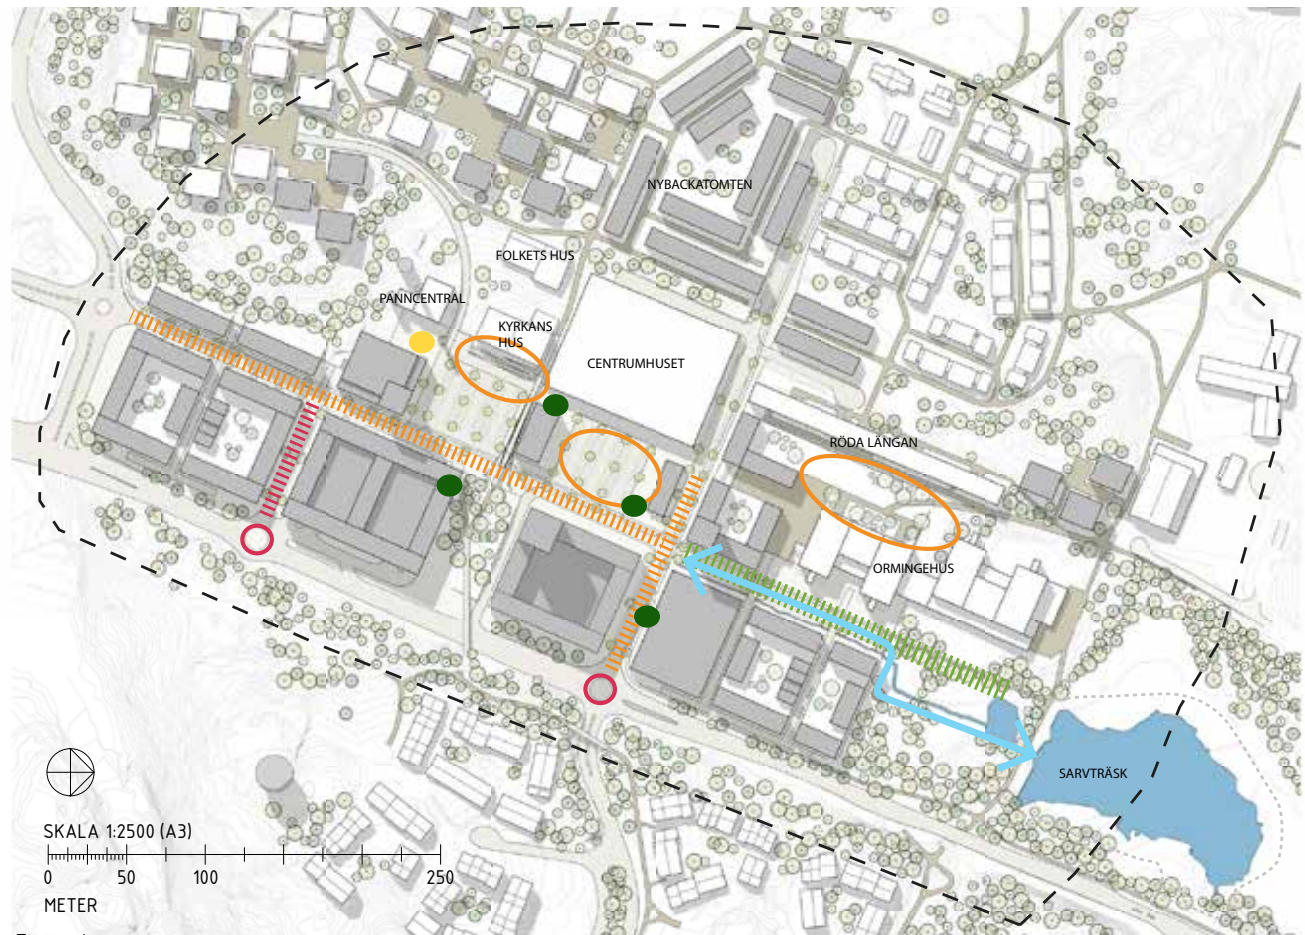 NYBACKATOMTEN
FOLKETS HUS
PANNCENTRAL
KYRKANS
HUS
CENTRUMHUSET
RÖDA LÄNGAN
ORMINGEHUS
SARVTRÄSK
SKALA 1:2500 (A3)
0 50 100 250
METER